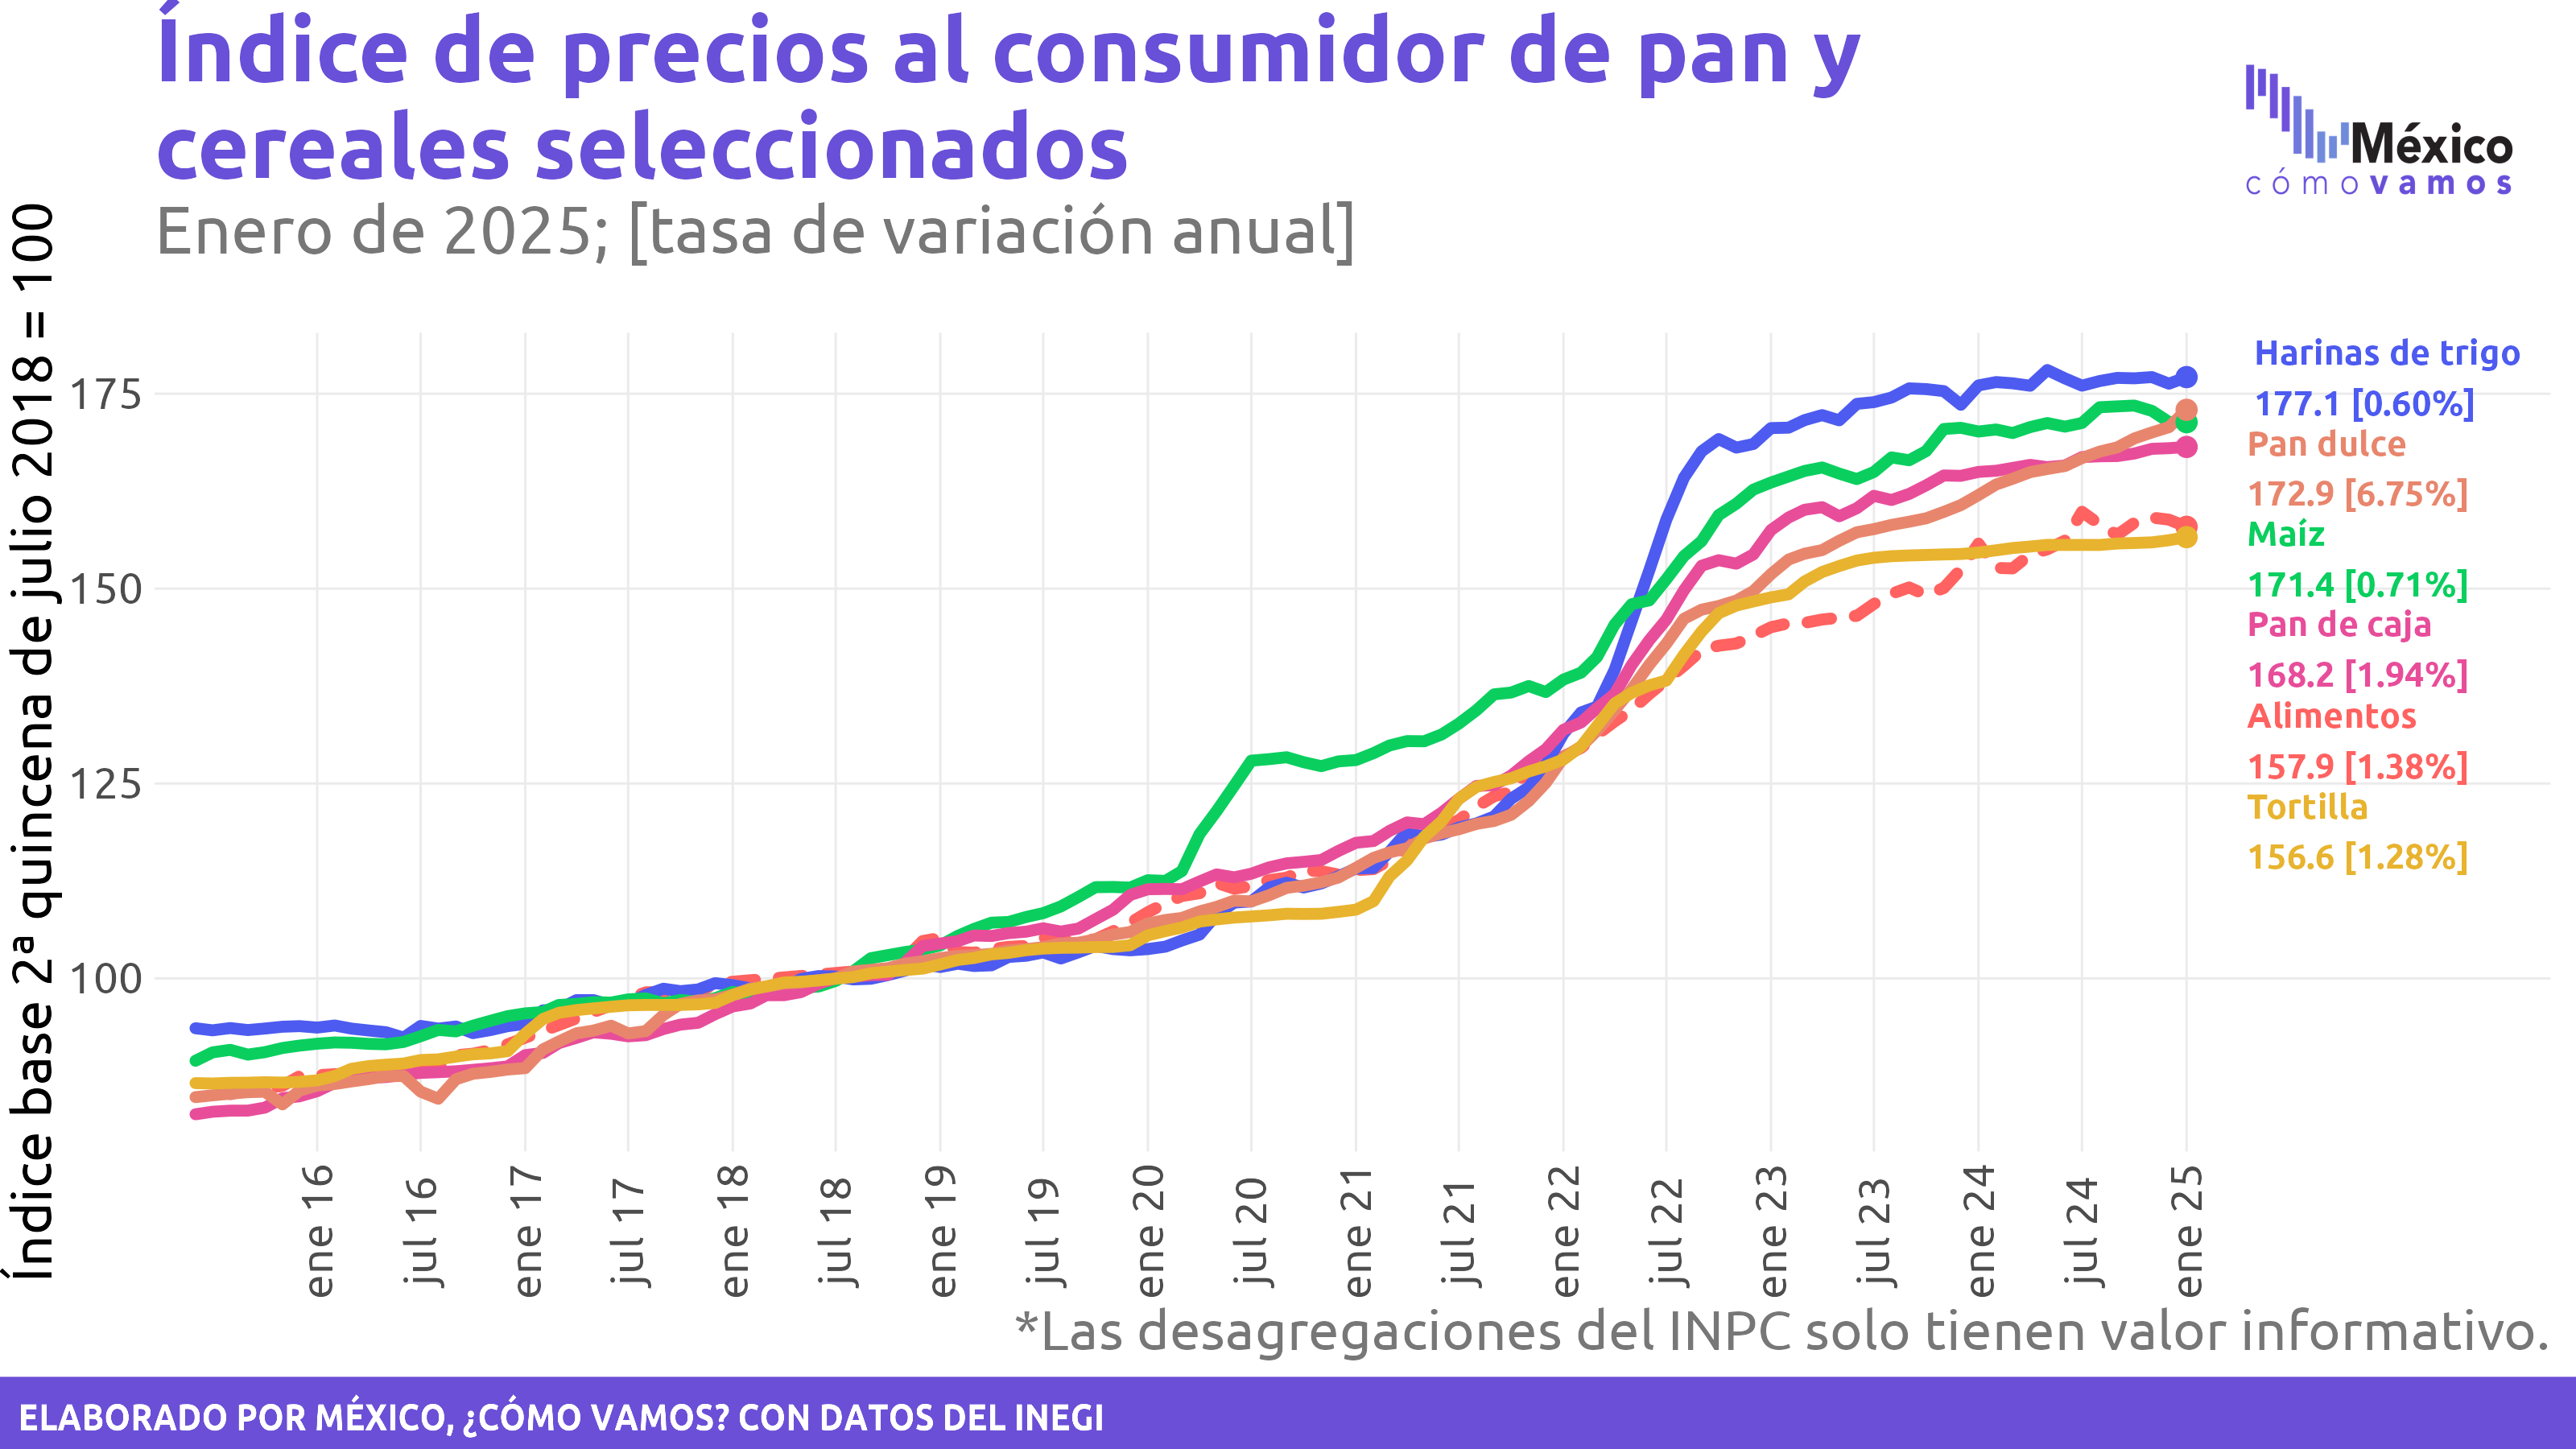 Índice de precios al consumidor de pan y
cereales seleccionados
Enero de 2025; [tasa de variación anual]
México
cómo vamos
Índice base 2ª quincena de julio 2018 = 100
175
150
125
100
Harinas de trigo
177.1 [0.60%]
Pan dulce
172.9 [6.75%]
Maíz
171.4 [0.71%]
Pan de caja
168.2 [1.94%]
Alimentos
157.9 [1.38%]
Tortilla
156.6 [1.28%]
ene 16
jul 16
ene 17
jul 17
ene 18
jul 18
ene 19
jul 19
ene 20
jul 20
ene 21
jul 21
ene 22
jul 22
ene 23
jul 23
ene 24
jul 24
ene 25
*Las desagregaciones del INPC solo tienen valor informativo.
ELABORADO POR MÉXICO, ¿CÓMO VAMOS? CON DATOS DEL INEGI